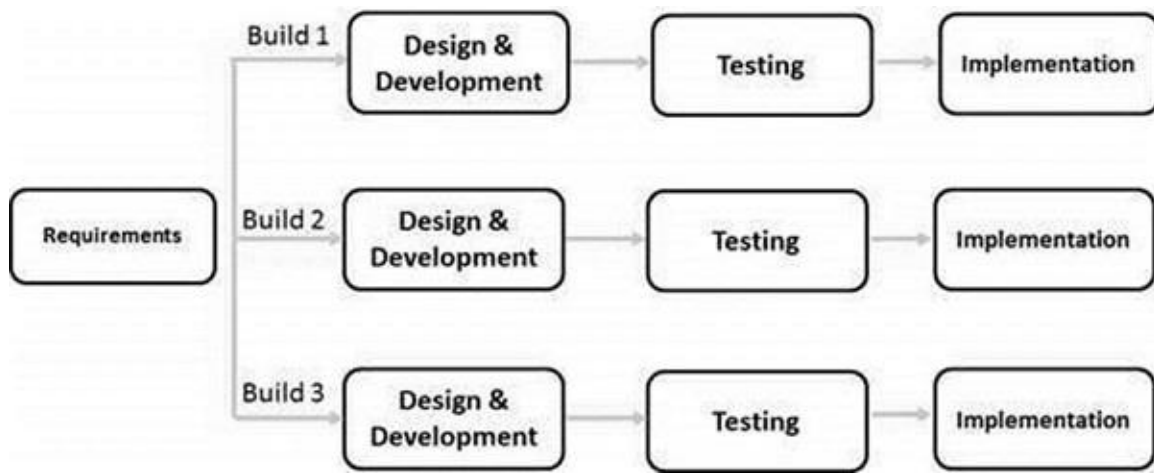 Build 1
Design &
Development
Testing
Implementation
Requirements
Build 2
Design &
Development
Testing
Implementation
Build 3
Design &
Development
Testing
Implementation